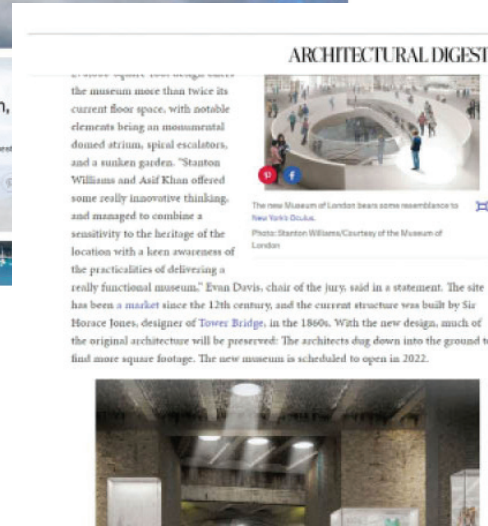 ARCHITECTURAL DIGEST
the museum more than twice its
current floor space, with notable
elements being an monumental
domed atrium, spiral escalators,
and a sunken garden. "Stanton
Williams and Asif Khan offered
some really innovative thinking,
and managed to combine a
sensitivity to the heritage of the
location with a keen awareness of
the practicalities of delivering a
The new Museum of London bears some resemblance to
New York's Oculus.
Photo: Stanton Williams/Courtesy of the Museum of
London
really functional museum," Evan Davis, chair of the jury, said in a statement. The site
has been a market since the 12th century, and the current structure was built by Sir
Horace Jones, designer of Tower Bridge, in the 1860s. With the new design, much of
the original architecture will be preserved: The architects dug down into the ground to
find more square footage. The new museum is scheduled to open in 2022.